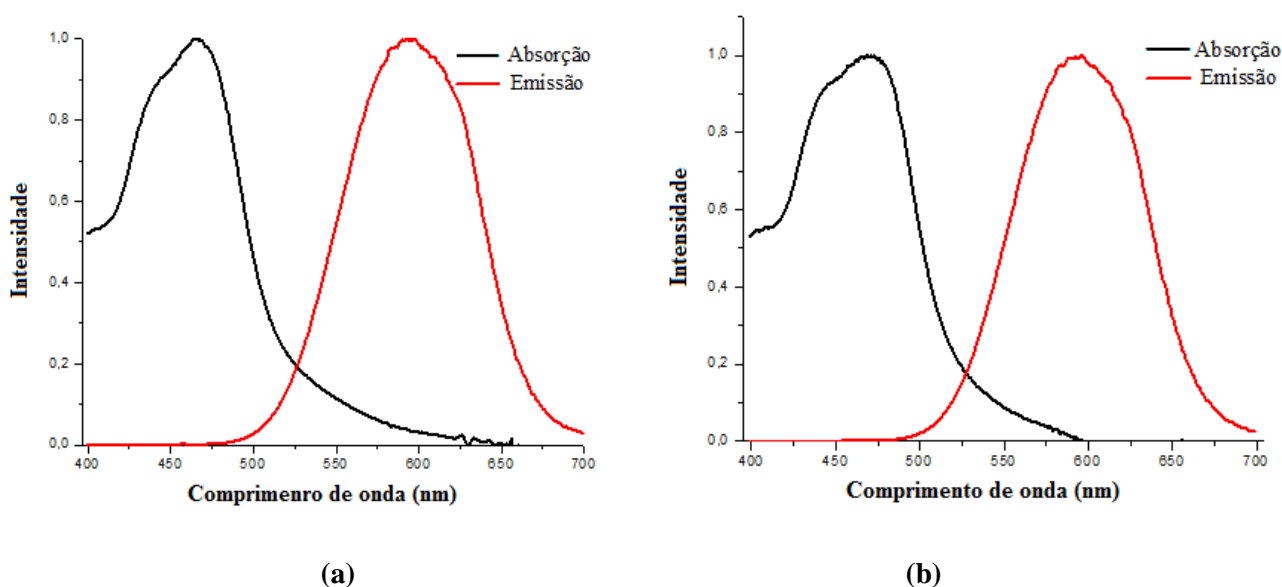 1,0
0,8
0,6
0,4
0,2
0,0
Intensidade
Absorção
Emissão
400 450 500 550 600 650 700
Comprimenro de onda (nm)
(a)
1,0
0,8
0,6
0,4
0,2
0,0
Intensidade
Absorção
Emissão
400 450 500 550 600 650 700
Comprimento de onda (nm)
(b)